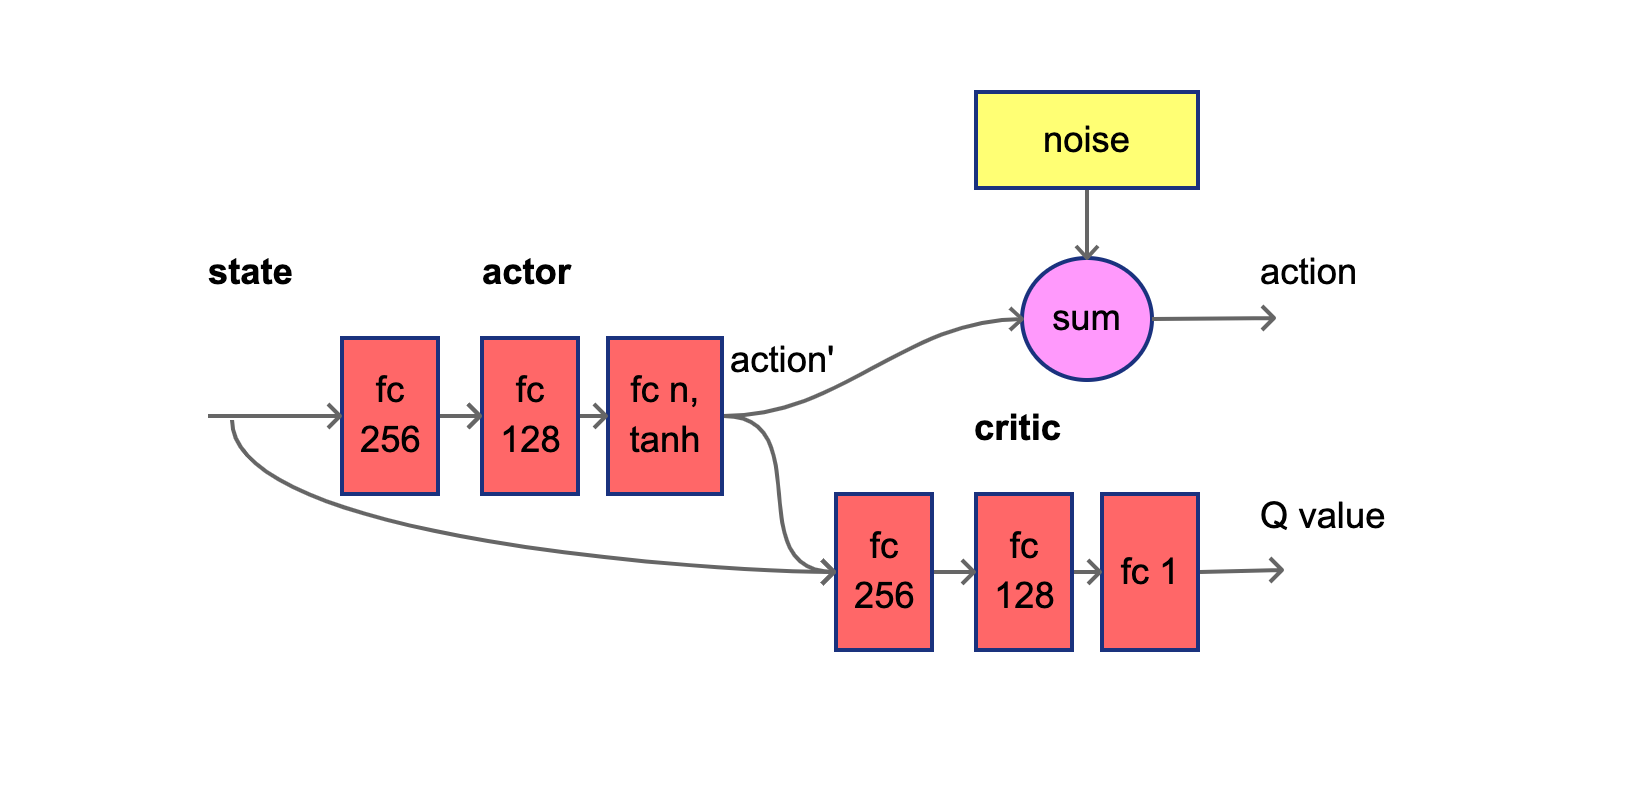 noise
state
actor
action
sum
action'
fc
256
fc
128
fc n,
tanh
critic
Q value
fc
256
fc
128
fc 1